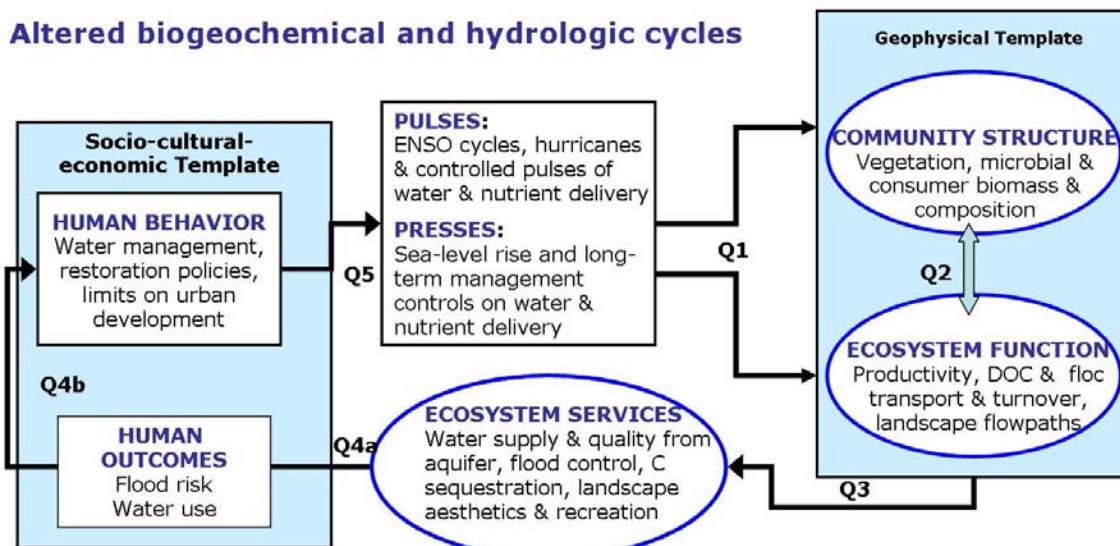 Altered biogeochemical and hydrologic cycles
Socio-cultural-
economic Template
HUMAN BEHAVIOR
Water management,
restoration policies,
limits on urban
development
Q4b
HUMAN
OUTCOMES
Flood risk
Water use
Q5
PULSES:
ENSO cycles, hurricanes
& controlled pulses of
water & nutrient delivery
PRESSES:
Sea-level rise and long-
term management
controls on water &
nutrient delivery
Q1
Geophysical Template
COMMUNITY STRUCTURE
Vegetation, microbial &
consumer biomass &
composition
Q2
ECOSYSTEM FUNCTION
Productivity, DOC & floc
transport & turnover,
landscape flowpaths
Q3
ECOSYSTEM SERVICES
Water supply & quality from
aquifer, flood control, C
sequestration, landscape
aesthetics & recreation
Q4a